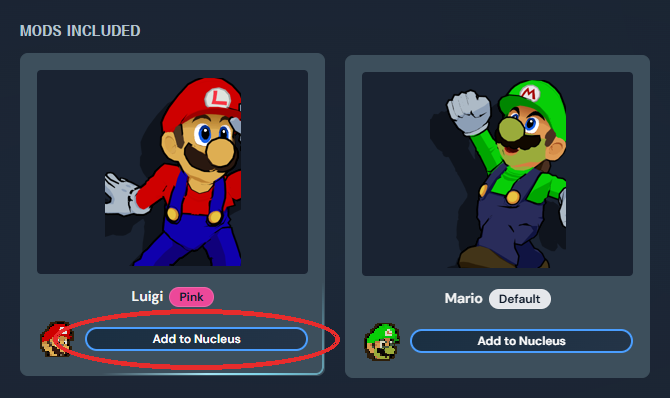 MODS INCLUDED
L
M
Luigi Pink
Mario Default
Add to Nucleus
Add to Nucleus